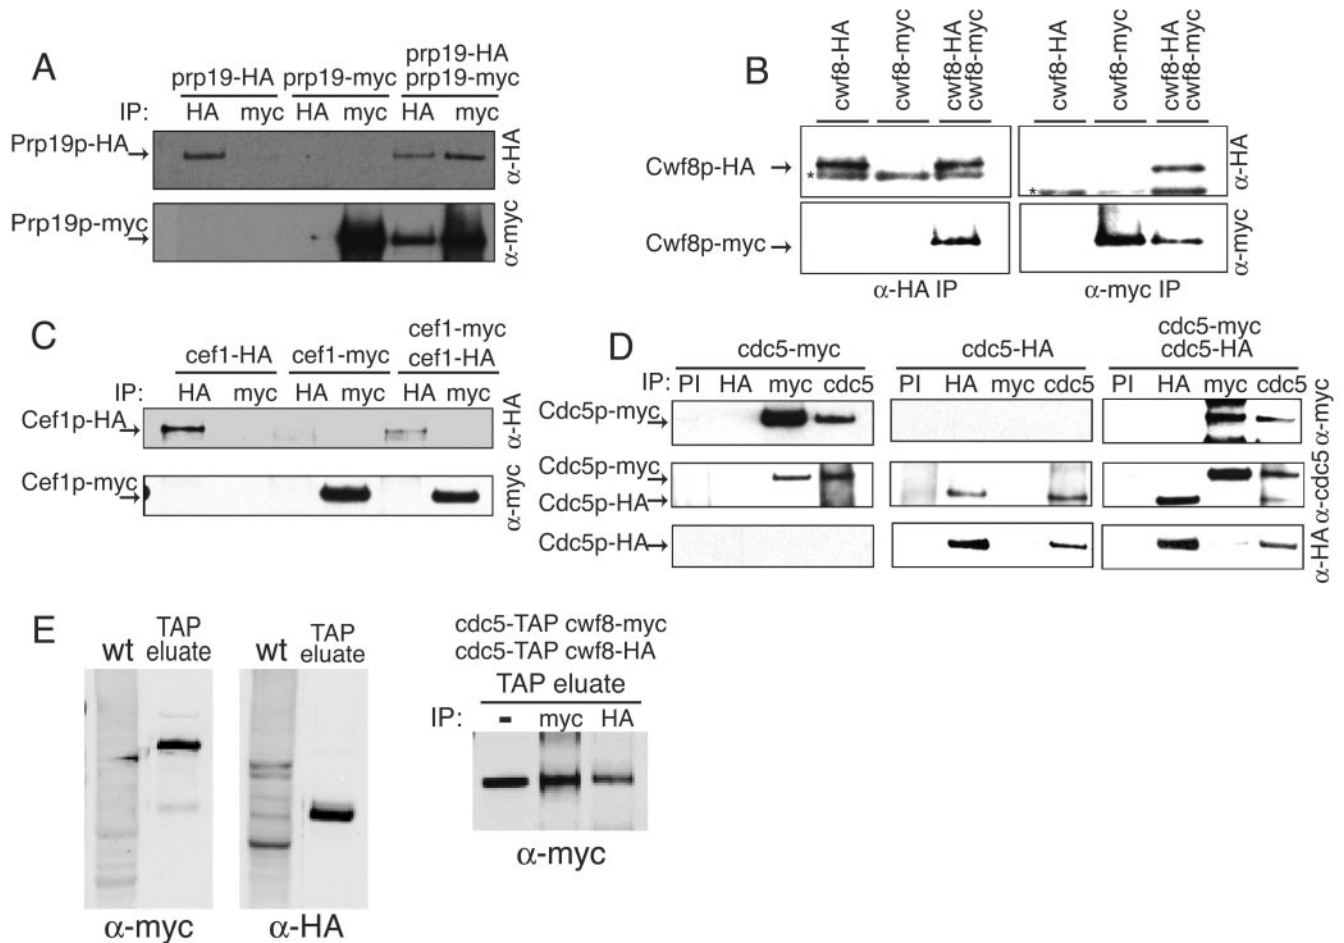 A
prp19-HA
prp19-HA prp19-myc prp19-myc
IP: HA myc HA myc HA myc
Prp19p-HA→
α-HA
Prp19p-myc→
α-myc
B
cwf8-HA
cwf8-myc
cwf8-HA
cwf8-myc
cwf8-HA
cwf8-myc
cwf8-HA
cwf8-myc
Cwf8p-HA →
*
*
α-HA
Cwf8p-myc →
α-myc
α-HA IP
α-myc IP
C
cef1-myc
cef1-HA cef1-myc cef1-HA
IP: HA myc HA myc HA myc
Cef1p-HA→
α-HA
Cef1p-myc→
α-myc
D
cdc5-myc
cdc5-myc cdc5-HA cdc5-HA
IP: PI HA myc cdc5 PI HA myc cdc5 PI HA myc cdc5
Cdc5p-myc→
α-myc
Cdc5p-myc→
Cdc5p-HA→
α-cdc5
Cdc5p-HA→
α-HA
E
wt TAP eluate
wt TAP eluate
α-myc
α-HA
cdc5-TAP cwf8-myc
cdc5-TAP cwf8-HA
TAP eluate
IP: - myc HA
α-myc